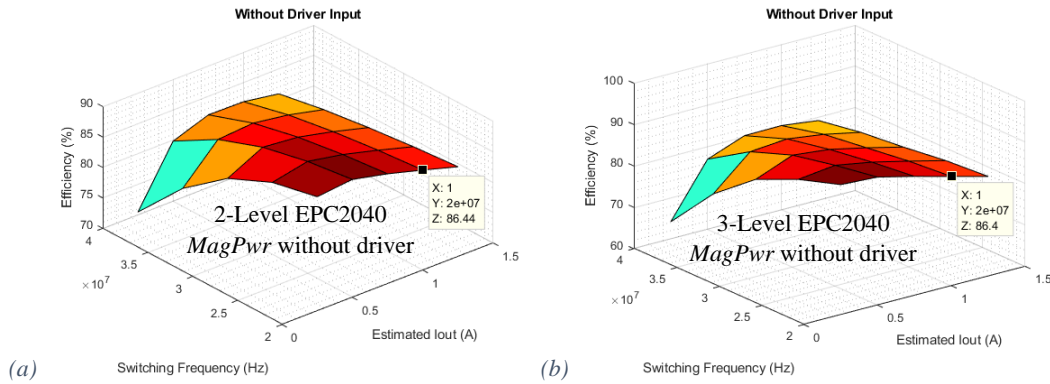 Without Driver Input
90
85
80
75
70
Efficiency (%)
4
3.5
3
2.5
2
× 10^7
0
0.5
1
1.5
X: 1
Y: 2e+07
Z: 86.44
2-Level EPC2040
MagPwr without driver
Estimated Iout (A)
Switching Frequency (Hz)
(a)
Without Driver Input
100
90
80
70
60
Efficiency (%)
4
3.5
3
2.5
2
× 10^7
0
0.5
1
1.5
X: 1
Y: 2e+07
Z: 86.4
3-Level EPC2040
MagPwr without driver
Estimated Iout (A)
Switching Frequency (Hz)
(b)